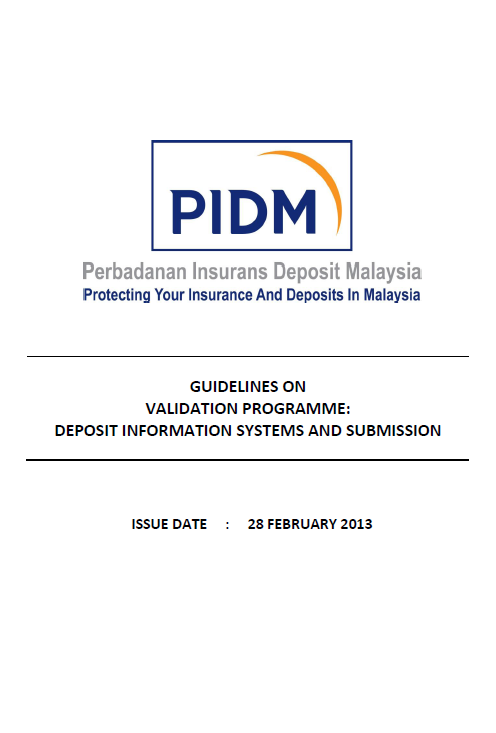 PIDM
Perbadanan Insurans Deposit Malaysia
Protecting Your Insurance And Deposits In Malaysia
GUIDELINES ON
VALIDATION PROGRAMME:
DEPOSIT INFORMATION SYSTEMS AND SUBMISSION
ISSUE DATE : 28 FEBRUARY 2013